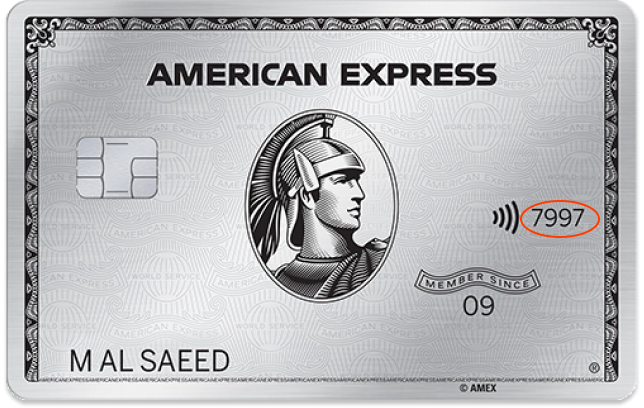 AMERICAN EXPRESS
7997
MEMBER SINCE
09
M AL SAEED
®
© AMEX